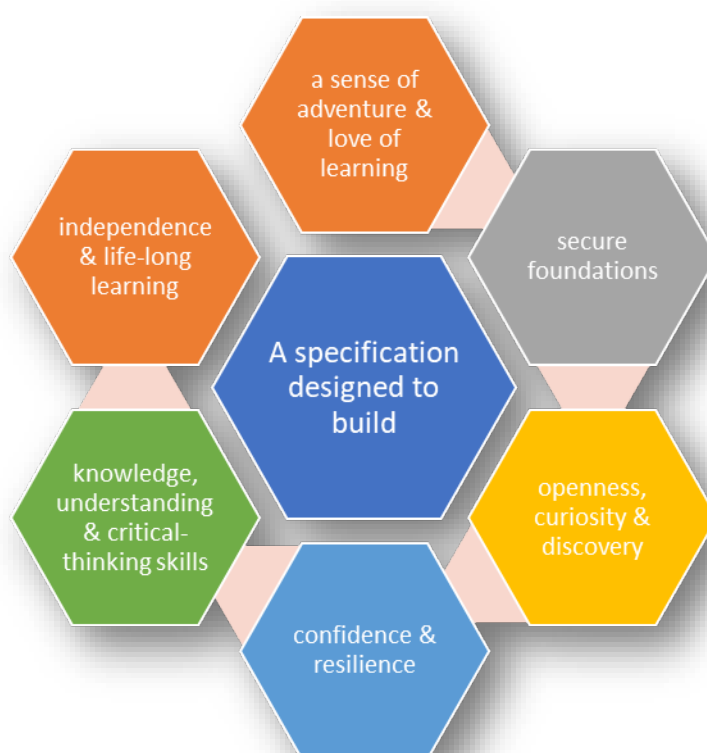 a sense of
adventure &
love of
learning
secure
foundations
openness,
curiosity &
discovery
confidence &
resilience
knowledge,
understanding
& critical-
thinking skills
independence
& life-long
learning
A specification
designed to
build